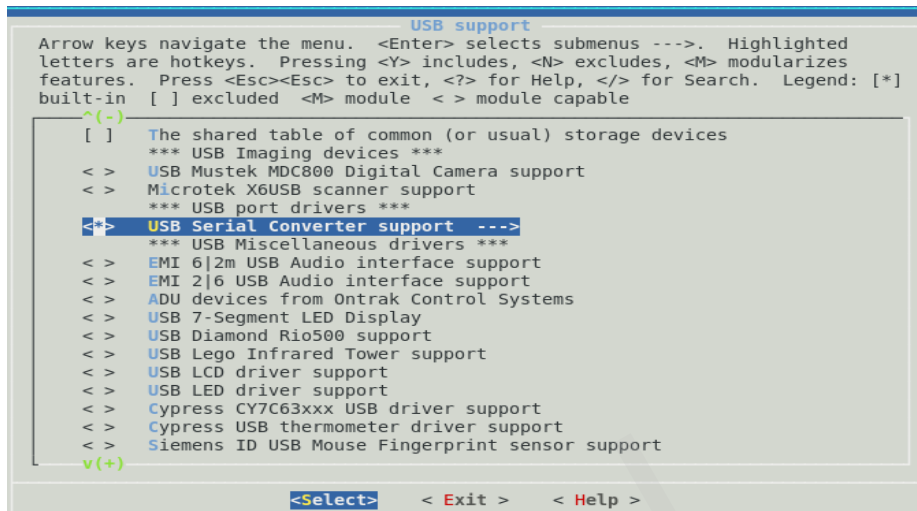 USB support
Arrow keys navigate the menu.  <Enter> selects submenus --->.  Highlighted
letters are hotkeys.  Pressing <Y> includes, <N> excludes, <M> modularizes
features.  Press <Esc><Esc> to exit, <?> for Help, </> for Search.  Legend: [*]
built-in  [ ] excluded  <M> module  < > module capable
^(-)
[ ]   The shared table of common (or usual) storage devices
*** USB Imaging devices ***
< >   USB Mustek MDC800 Digital Camera support
< >   Microtek X6USB scanner support
*** USB port drivers ***
<*>   USB Serial Converter support  --->
*** USB Miscellaneous drivers ***
< >   EMI 6|2m USB Audio interface support
< >   EMI 2|6 USB Audio interface support
< >   ADU devices from Ontrak Control Systems
< >   USB 7-Segment LED Display
< >   USB Diamond Rio500 support
< >   USB Lego Infrared Tower support
< >   USB LCD driver support
< >   USB LED driver support
< >   Cypress CY7C63xxx USB driver support
< >   Cypress USB thermometer driver support
< >   Siemens ID USB Mouse Fingerprint sensor support
v(+)
<Select>    < Exit >    < Help >